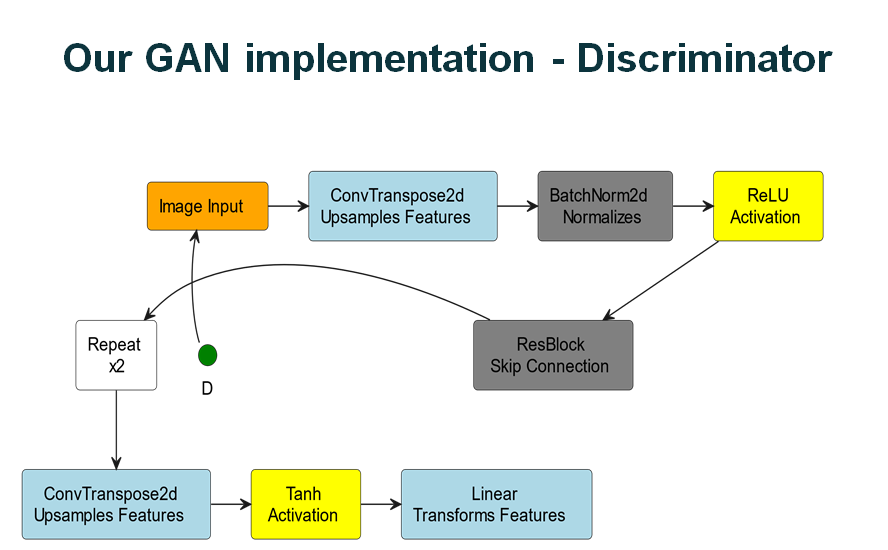 Our GAN implementation - Discriminator
Image Input
ConvTranspose2d
Upsamples Features
BatchNorm2d
Normalizes
ReLU
Activation
ResBlock
Skip Connection
Repeat
x2
D
ConvTranspose2d
Upsamples Features
Tanh
Activation
Linear
Transforms Features